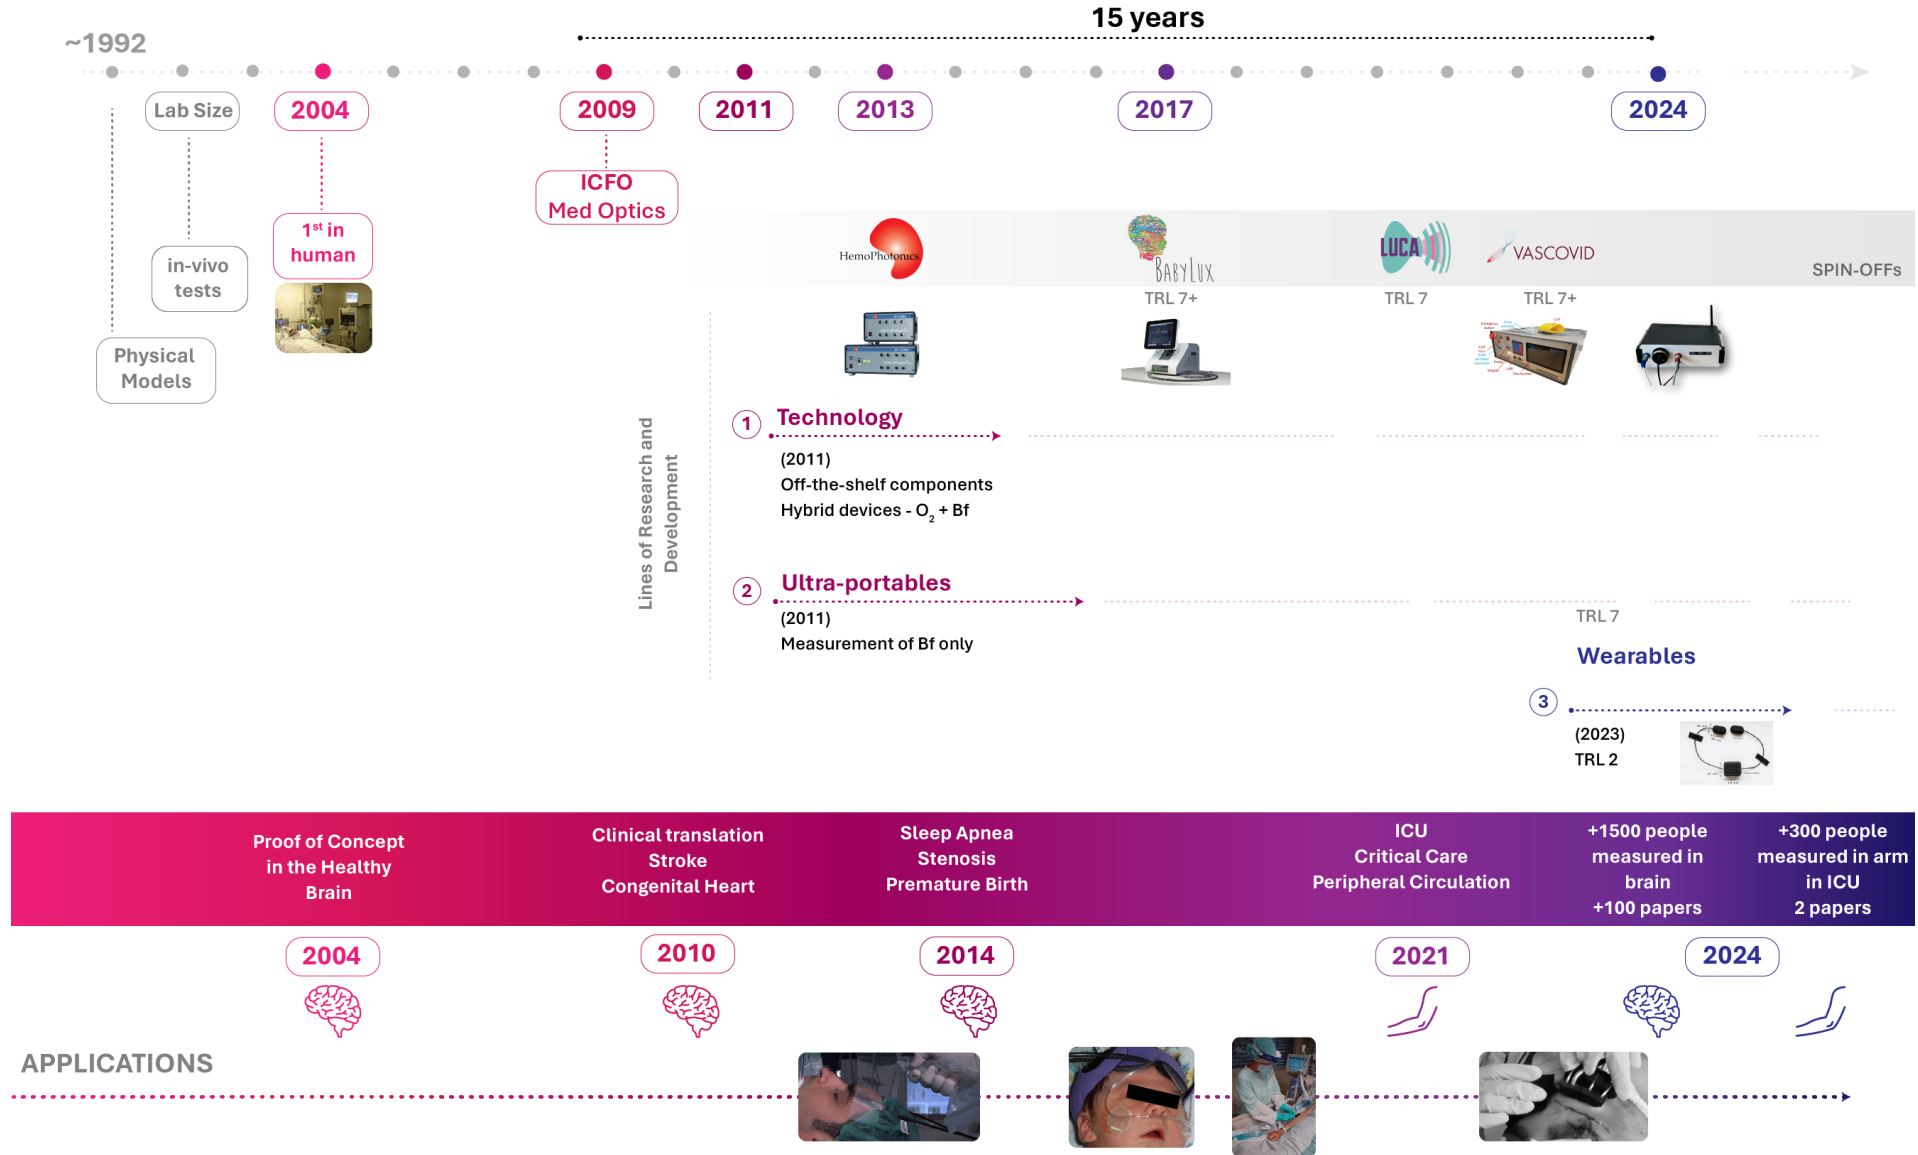 15 years
~1992
Lab Size
2004
2009
2011
2013
2017
2024
ICFO
Med Optics
1st in
human
in-vivo
tests
Physical
Models
HemoPhotonics
BABYLUX
LUCA
VASCOVID
SPIN-OFFs
TRL 7+
TRL 7
TRL 7+
Lines of Research and
Development
1
Technology
(2011)
Off-the-shelf components
Hybrid devices - O2 + Bf
2
Ultra-portables
(2011)
Measurement of Bf only
TRL 7
Wearables
3
(2023)
TRL 2
Proof of Concept
in the Healthy
Brain
Clinical translation
Stroke
Congenital Heart
Sleep Apnea
Stenosis
Premature Birth
ICU
Critical Care
Peripheral Circulation
+1500 people
measured in
brain
+100 papers
+300 people
measured in arm
in ICU
2 papers
2004
2010
2014
2021
2024
APPLICATIONS